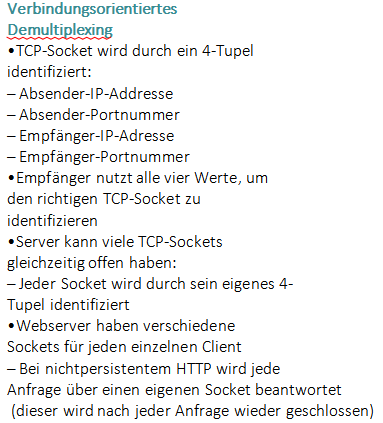 Verbindungsorientiertes
Demultiplexing
•TCP-Socket wird durch ein 4-Tupel
identifiziert:
– Absender-IP-Addresse
– Absender-Portnummer
– Empfänger-IP-Adresse
– Empfänger-Portnummer
•Empfänger nutzt alle vier Werte, um
den richtigen TCP-Socket zu
identifizieren
•Server kann viele TCP-Sockets
gleichzeitig offen haben:
– Jeder Socket wird durch sein eigenes 4-
Tupel identifiziert
•Webserver haben verschiedene
Sockets für jeden einzelnen Client
– Bei nichtpersistentem HTTP wird jede
Anfrage über einen eigenen Socket beantwortet
(dieser wird nach jeder Anfrage wieder geschlossen)